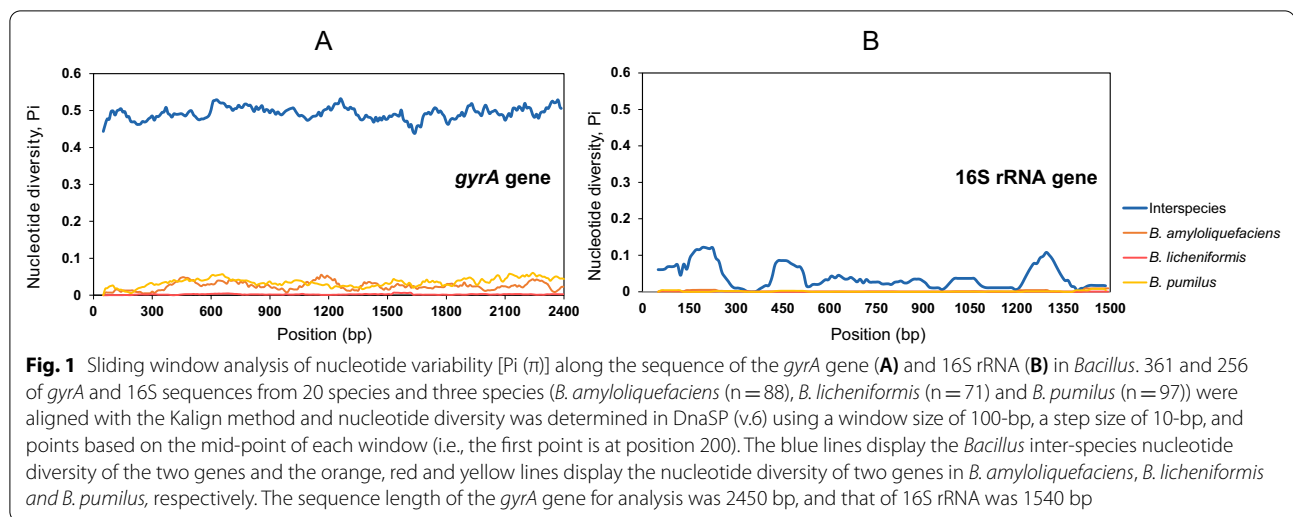 A
Nucleotide diversity, Pi
0.6
0.5
0.4
0.3
0.2
0.1
0
gyrA gene
0 300 600 900 1200 1500 1800 2100 2400
Position (bp)
B
Nucleotide diversity, Pi
0.6
0.5
0.4
0.3
0.2
0.1
0
16S rRNA gene
0 150 300 450 600 750 900 1050 1200 1350 1500
Position (bp)
Interspecies
B. amyloliquefaciens
B. licheniformis
B. pumilus
Fig. 1 Sliding window analysis of nucleotide variability [Pi (π)] along the sequence of the gyrA gene (A) and 16S rRNA (B) in Bacillus. 361 and 256
of gyrA and 16S sequences from 20 species and three species (B. amyloliquefaciens (n = 88), B. licheniformis (n = 71) and B. pumilus (n = 97)) were
aligned with the Kalign method and nucleotide diversity was determined in DnaSP (v.6) using a window size of 100-bp, a step size of 10-bp, and
points based on the mid-point of each window (i.e., the first point is at position 200). The blue lines display the Bacillus inter-species nucleotide
diversity of the two genes and the orange, red and yellow lines display the nucleotide diversity of two genes in B. amyloliquefaciens, B. licheniformis
and B. pumilus, respectively. The sequence length of the gyrA gene for analysis was 2450 bp, and that of 16S rRNA was 1540 bp